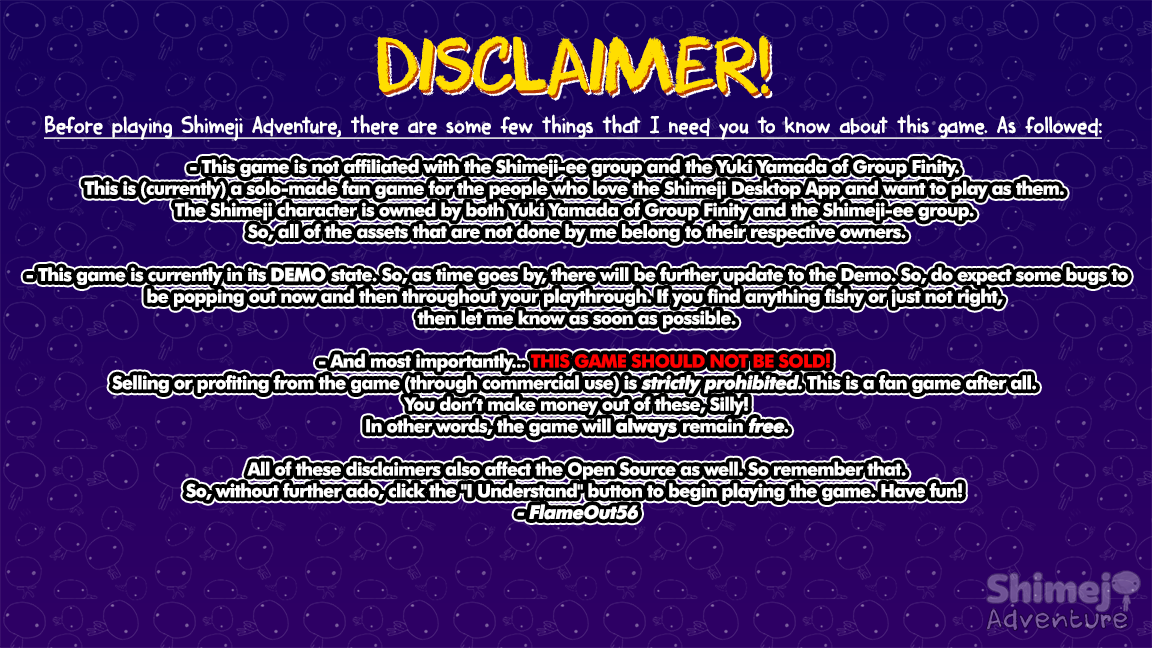 DISCLAIMER!
Before playing Shimeji Adventure, there are some few things that I need you to know about this game. As followed:
- This game is not affiliated with the Shimeji-ee group and the Yuki Yamada of Group Finity.
This is (currently) a solo-made fan game for the people who love the Shimeji Desktop App and want to play as them.
The Shimeji character is owned by both Yuki Yamada of Group Finity and the Shimeji-ee group.
So, all of the assets that are not done by me belong to their respective owners.
- This game is currently in its DEMO state. So, as time goes by, there will be further update to the Demo. So, do expect some bugs to
be popping out now and then throughout your playthrough. If you find anything fishy or just not right,
then let me know as soon as possible.
- And most importantly... THIS GAME SHOULD NOT BE SOLD!
Selling or profiting from the game (through commercial use) is strictly prohibited. This is a fan game after all.
You don't make money out of these, Silly!
In other words, the game will always remain free.
All of these disclaimers also affect the Open Source as well. So remember that.
So, without further ado, click the "I Understand" button to begin playing the game. Have fun!
- FlameOut56
Shimeji
Adventure